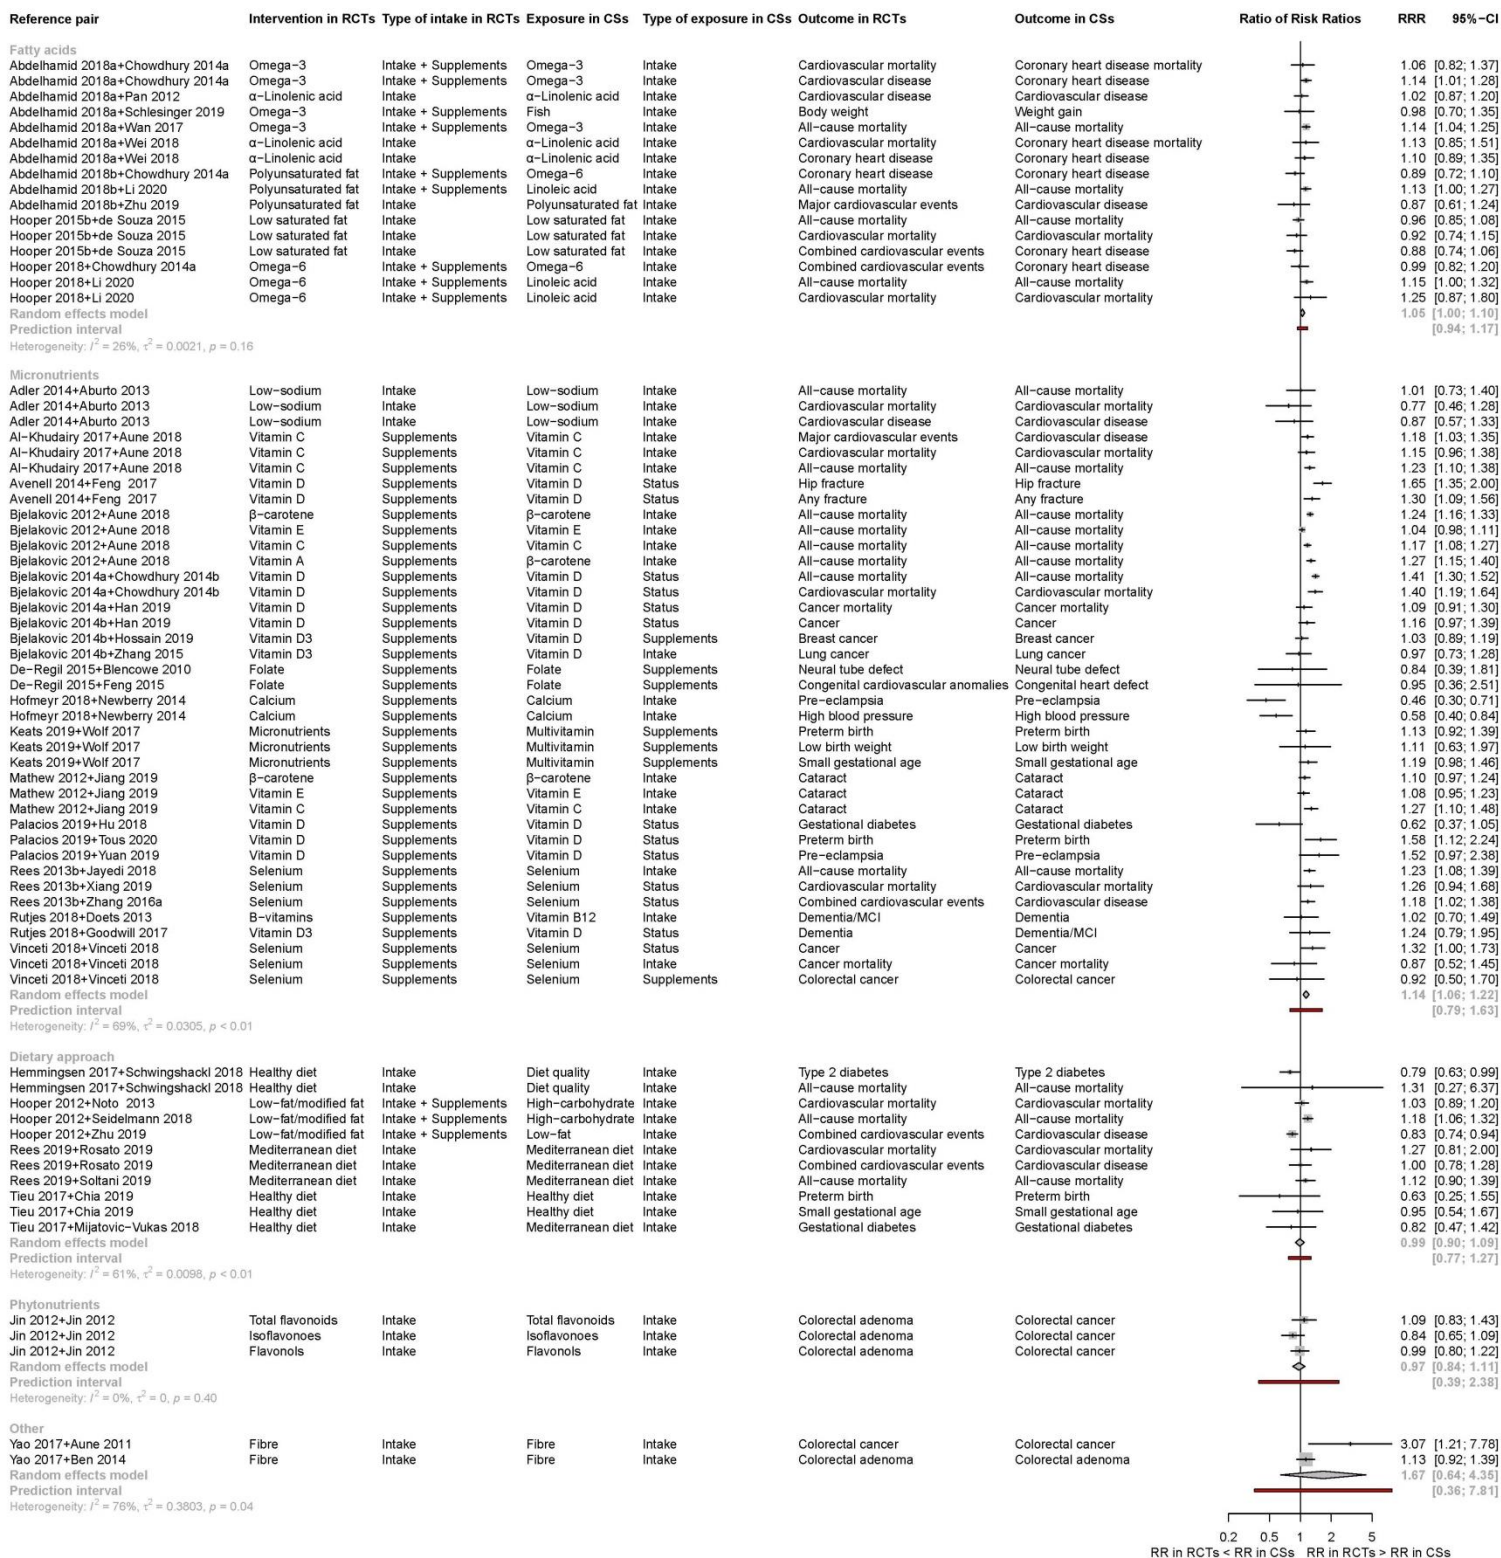 Reference pair Intervention in RCTs Type of intake in RCTs Exposure in CSs Type of exposure in CSs Outcome in RCTs Outcome in CSs Ratio of Risk Ratios RRR 95%−CI
Fatty acids
Abdelhamid 2018a+Chowdhury 2014a Omega−3 Intake + Supplements Omega−3 Intake Cardiovascular mortality Coronary heart disease mortality 1.06 [0.82; 1.37]
Abdelhamid 2018a+Chowdhury 2014a Omega−3 Intake + Supplements Omega−3 Intake Cardiovascular disease Coronary heart disease 1.14 [1.01; 1.28]
Abdelhamid 2018a+Pan 2012 α−Linolenic acid Intake α−Linolenic acid Intake Cardiovascular disease Cardiovascular disease 1.02 [0.87; 1.20]
Abdelhamid 2018a+Schlesinger 2019 Omega−3 Intake + Supplements Fish Intake Body weight Weight gain 0.98 [0.70; 1.35]
Abdelhamid 2018a+Wan 2017 Omega−3 Intake + Supplements Omega−3 Intake All−cause mortality All−cause mortality 1.14 [1.04; 1.25]
Abdelhamid 2018a+Wei 2018 α−Linolenic acid Intake α−Linolenic acid Intake Cardiovascular mortality Coronary heart disease mortality 1.13 [0.85; 1.51]
Abdelhamid 2018a+Wei 2018 α−Linolenic acid Intake α−Linolenic acid Intake Coronary heart disease Coronary heart disease 1.10 [0.89; 1.35]
Abdelhamid 2018b+Chowdhury 2014a Polyunsaturated fat Intake + Supplements Omega−6 Intake Coronary heart disease Coronary heart disease 0.89 [0.72; 1.10]
Abdelhamid 2018b+Li 2020 Polyunsaturated fat Intake + Supplements Linoleic acid Intake All−cause mortality All−cause mortality 1.13 [1.00; 1.27]
Abdelhamid 2018b+Zhu 2019 Polyunsaturated fat Intake Polyunsaturated fat Intake Major cardiovascular events Cardiovascular disease 0.87 [0.61; 1.24]
Hooper 2015b+de Souza 2015 Low saturated fat Intake Low saturated fat Intake All−cause mortality All−cause mortality 0.96 [0.85; 1.08]
Hooper 2015b+de Souza 2015 Low saturated fat Intake Low saturated fat Intake Cardiovascular mortality Cardiovascular mortality 0.92 [0.74; 1.15]
Hooper 2015b+de Souza 2015 Low saturated fat Intake Low saturated fat Intake Combined cardiovascular events Coronary heart disease 0.88 [0.74; 1.06]
Hooper 2018+Chowdhury 2014a Omega−6 Intake + Supplements Omega−6 Intake Combined cardiovascular events Coronary heart disease 0.99 [0.82; 1.20]
Hooper 2018+Li 2020 Omega−6 Intake + Supplements Linoleic acid Intake All−cause mortality All−cause mortality 1.15 [1.00; 1.32]
Hooper 2018+Li 2020 Omega−6 Intake + Supplements Linoleic acid Intake Cardiovascular mortality Cardiovascular mortality 1.25 [0.87; 1.80]
Random effects model 1.05 [1.00; 1.10]
Prediction interval [0.94; 1.17]
Heterogeneity: I² = 26%, τ² = 0.0021, p = 0.16
Micronutrients
Adler 2014+Aburto 2013 Low−sodium Intake Low−sodium Intake All−cause mortality All−cause mortality 1.01 [0.73; 1.40]
Adler 2014+Aburto 2013 Low−sodium Intake Low−sodium Intake Cardiovascular mortality Cardiovascular mortality 0.77 [0.46; 1.28]
Adler 2014+Aburto 2013 Low−sodium Intake Low−sodium Intake Cardiovascular disease Cardiovascular disease 0.87 [0.57; 1.33]
Al−Khudairy 2017+Aune 2018 Vitamin C Supplements Vitamin C Intake Major cardiovascular events Cardiovascular disease 1.18 [1.03; 1.35]
Al−Khudairy 2017+Aune 2018 Vitamin C Supplements Vitamin C Intake Cardiovascular mortality Cardiovascular mortality 1.15 [0.96; 1.38]
Al−Khudairy 2017+Aune 2018 Vitamin C Supplements Vitamin C Intake All−cause mortality All−cause mortality 1.23 [1.10; 1.38]
Avenell 2014+Feng 2017 Vitamin D Supplements Vitamin D Status Hip fracture Hip fracture 1.65 [1.35; 2.00]
Avenell 2014+Feng 2017 Vitamin D Supplements Vitamin D Status Any fracture Any fracture 1.30 [1.09; 1.56]
Bjelakovic 2012+Aune 2018 β−carotene Supplements β−carotene Intake All−cause mortality All−cause mortality 1.24 [1.16; 1.33]
Bjelakovic 2012+Aune 2018 Vitamin E Supplements Vitamin E Intake All−cause mortality All−cause mortality 1.04 [0.98; 1.11]
Bjelakovic 2012+Aune 2018 Vitamin C Supplements Vitamin C Intake All−cause mortality All−cause mortality 1.17 [1.08; 1.27]
Bjelakovic 2012+Aune 2018 Vitamin A Supplements β−carotene Intake All−cause mortality All−cause mortality 1.27 [1.15; 1.40]
Bjelakovic 2014a+Chowdhury 2014b Vitamin D Supplements Vitamin D Status All−cause mortality All−cause mortality 1.41 [1.30; 1.52]
Bjelakovic 2014a+Chowdhury 2014b Vitamin D Supplements Vitamin D Status Cardiovascular mortality Cardiovascular mortality 1.40 [1.19; 1.64]
Bjelakovic 2014a+Han 2019 Vitamin D Supplements Vitamin D Status Cancer mortality Cancer mortality 1.09 [0.91; 1.30]
Bjelakovic 2014b+Han 2019 Vitamin D Supplements Vitamin D Status Cancer Cancer 1.16 [0.97; 1.39]
Bjelakovic 2014b+Hossain 2019 Vitamin D3 Supplements Vitamin D Supplements Breast cancer Breast cancer 1.03 [0.89; 1.19]
Bjelakovic 2014b+Zhang 2015 Vitamin D3 Supplements Vitamin D Intake Lung cancer Lung cancer 0.97 [0.73; 1.28]
De−Regil 2015+Blencowe 2010 Folate Supplements Folate Supplements Neural tube defect Neural tube defect 0.84 [0.39; 1.81]
De−Regil 2015+Feng 2015 Folate Supplements Folate Supplements Congenital cardiovascular anomalies Congenital heart defect 0.95 [0.36; 2.51]
Hofmeyr 2018+Newberry 2014 Calcium Supplements Calcium Intake Pre−eclampsia Pre−eclampsia 0.46 [0.30; 0.71]
Hofmeyr 2018+Newberry 2014 Calcium Supplements Calcium Intake High blood pressure High blood pressure 0.58 [0.40; 0.84]
Keats 2019+Wolf 2017 Micronutrients Supplements Multivitamin Supplements Preterm birth Preterm birth 1.13 [0.92; 1.39]
Keats 2019+Wolf 2017 Micronutrients Supplements Multivitamin Supplements Low birth weight Low birth weight 1.11 [0.63; 1.97]
Keats 2019+Wolf 2017 Micronutrients Supplements Multivitamin Supplements Small gestational age Small gestational age 1.19 [0.98; 1.46]
Mathew 2012+Jiang 2019 β−carotene Supplements β−carotene Intake Cataract Cataract 1.10 [0.97; 1.24]
Mathew 2012+Jiang 2019 Vitamin E Supplements Vitamin E Intake Cataract Cataract 1.08 [0.95; 1.23]
Mathew 2012+Jiang 2019 Vitamin C Supplements Vitamin C Intake Cataract Cataract 1.27 [1.10; 1.48]
Palacios 2019+Hu 2018 Vitamin D Supplements Vitamin D Status Gestational diabetes Gestational diabetes 0.62 [0.37; 1.05]
Palacios 2019+Tous 2020 Vitamin D Supplements Vitamin D Status Preterm birth Preterm birth 1.58 [1.12; 2.24]
Palacios 2019+Yuan 2019 Vitamin D Supplements Vitamin D Status Pre−eclampsia Pre−eclampsia 1.52 [0.97; 2.38]
Rees 2013b+Jayedi 2018 Selenium Supplements Selenium Intake All−cause mortality All−cause mortality 1.23 [1.08; 1.39]
Rees 2013b+Xiang 2019 Selenium Supplements Selenium Status Cardiovascular mortality Cardiovascular mortality 1.26 [0.94; 1.68]
Rees 2013b+Zhang 2016a Selenium Supplements Selenium Status Combined cardiovascular events Cardiovascular disease 1.18 [1.02; 1.38]
Rutjes 2018+Doets 2013 B−vitamins Supplements Vitamin B12 Intake Dementia/MCI Dementia 1.02 [0.70; 1.49]
Rutjes 2018+Goodwill 2017 Vitamin D3 Supplements Vitamin D Status Dementia Dementia/MCI 1.24 [0.79; 1.95]
Vinceti 2018+Vinceti 2018 Selenium Supplements Selenium Status Cancer Cancer 1.32 [1.00; 1.73]
Vinceti 2018+Vinceti 2018 Selenium Supplements Selenium Intake Cancer mortality Cancer mortality 0.87 [0.52; 1.45]
Vinceti 2018+Vinceti 2018 Selenium Supplements Selenium Supplements Colorectal cancer Colorectal cancer 0.92 [0.50; 1.70]
Random effects model 1.14 [1.06; 1.22]
Prediction interval [0.79; 1.63]
Heterogeneity: I² = 69%, τ² = 0.0305, p < 0.01
Dietary approach
Hemmingsen 2017+Schwingshackl 2018 Healthy diet Intake Diet quality Intake Type 2 diabetes Type 2 diabetes 0.79 [0.63; 0.99]
Hemmingsen 2017+Schwingshackl 2018 Healthy diet Intake Diet quality Intake All−cause mortality All−cause mortality 1.31 [0.27; 6.37]
Hooper 2012+Noto 2013 Low−fat/modified fat Intake + Supplements High−carbohydrate Intake Cardiovascular mortality Cardiovascular mortality 1.03 [0.89; 1.20]
Hooper 2012+Seidelmann 2018 Low−fat/modified fat Intake + Supplements High−carbohydrate Intake All−cause mortality All−cause mortality 1.18 [1.06; 1.32]
Hooper 2012+Zhu 2019 Low−fat/modified fat Intake + Supplements Low−fat Intake Combined cardiovascular events Cardiovascular disease 0.83 [0.74; 0.94]
Rees 2019+Rosato 2019 Mediterranean diet Intake Mediterranean diet Intake Cardiovascular mortality Cardiovascular mortality 1.27 [0.81; 2.00]
Rees 2019+Rosato 2019 Mediterranean diet Intake Mediterranean diet Intake Combined cardiovascular events Cardiovascular disease 1.00 [0.78; 1.28]
Rees 2019+Soltani 2019 Mediterranean diet Intake Mediterranean diet Intake All−cause mortality All−cause mortality 1.12 [0.90; 1.39]
Tieu 2017+Chia 2019 Healthy diet Intake Healthy diet Intake Preterm birth Preterm birth 0.63 [0.25; 1.55]
Tieu 2017+Chia 2019 Healthy diet Intake Healthy diet Intake Small gestational age Small gestational age 0.95 [0.54; 1.67]
Tieu 2017+Mijatovic−Vukas 2018 Healthy diet Intake Mediterranean diet Intake Gestational diabetes Gestational diabetes 0.82 [0.47; 1.42]
Random effects model 0.99 [0.90; 1.09]
Prediction interval [0.77; 1.27]
Heterogeneity: I² = 61%, τ² = 0.0098, p < 0.01
Phytonutrients
Jin 2012+Jin 2012 Total flavonoids Intake Total flavonoids Intake Colorectal adenoma Colorectal cancer 1.09 [0.83; 1.43]
Jin 2012+Jin 2012 Isoflavonoes Intake Isoflavonoes Intake Colorectal adenoma Colorectal cancer 0.84 [0.65; 1.09]
Jin 2012+Jin 2012 Flavonols Intake Flavonols Intake Colorectal adenoma Colorectal cancer 0.99 [0.80; 1.22]
Random effects model 0.97 [0.84; 1.11]
Prediction interval [0.39; 2.38]
Heterogeneity: I² = 0%, τ² = 0, p = 0.40
Other
Yao 2017+Aune 2011 Fibre Intake Fibre Intake Colorectal cancer Colorectal cancer 3.07 [1.21; 7.78]
Yao 2017+Ben 2014 Fibre Intake Fibre Intake Colorectal adenoma Colorectal adenoma 1.13 [0.92; 1.39]
Random effects model 1.67 [0.64; 4.35]
Prediction interval [0.36; 7.81]
Heterogeneity: I² = 76%, τ² = 0.3803, p = 0.04
0.2 0.5 1 2 5
RR in RCTs < RR in CSs RR in RCTs > RR in CSs